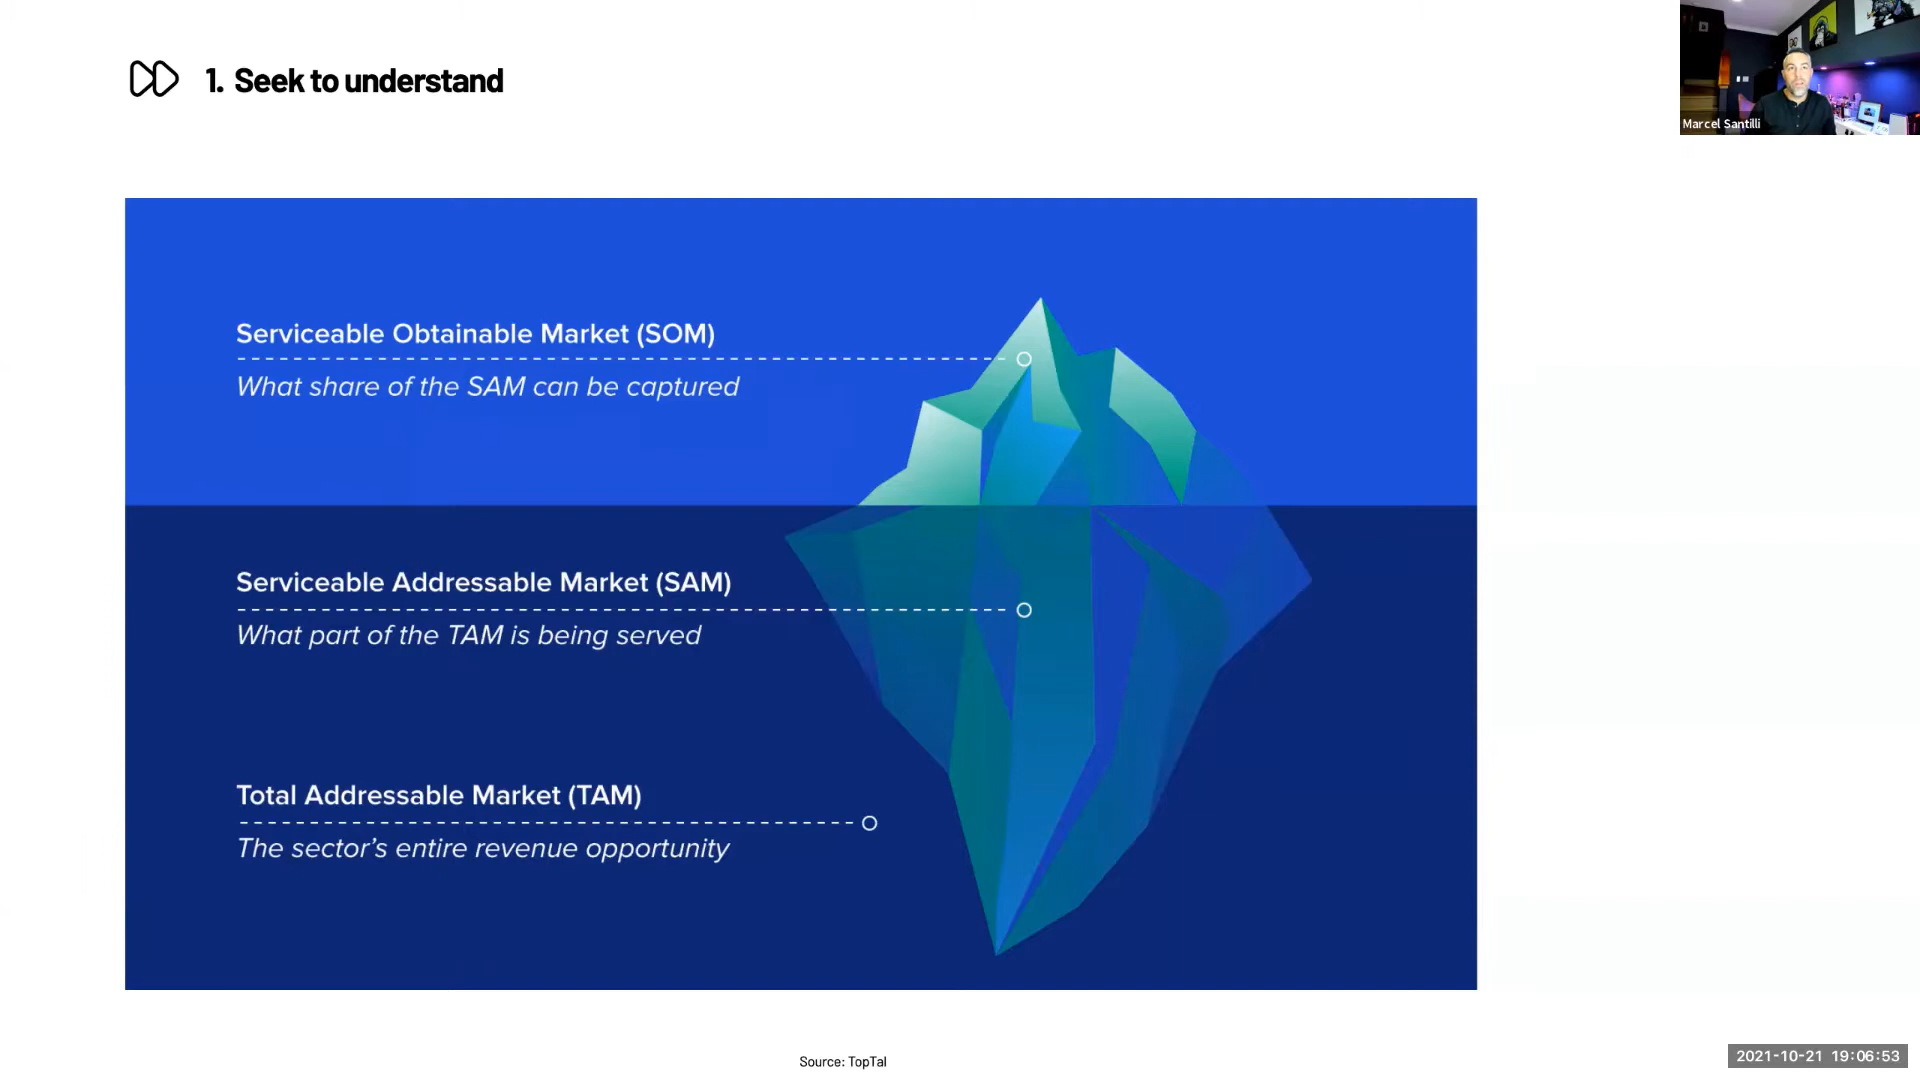 1. Seek to understand
Marcel Santilli
Serviceable Obtainable Market (SOM)
What share of the SAM can be captured
Serviceable Addressable Market (SAM)
What part of the TAM is being served
Total Addressable Market (TAM)
The sector’s entire revenue opportunity
Source: TopTal
2021-10-21 19:06:53